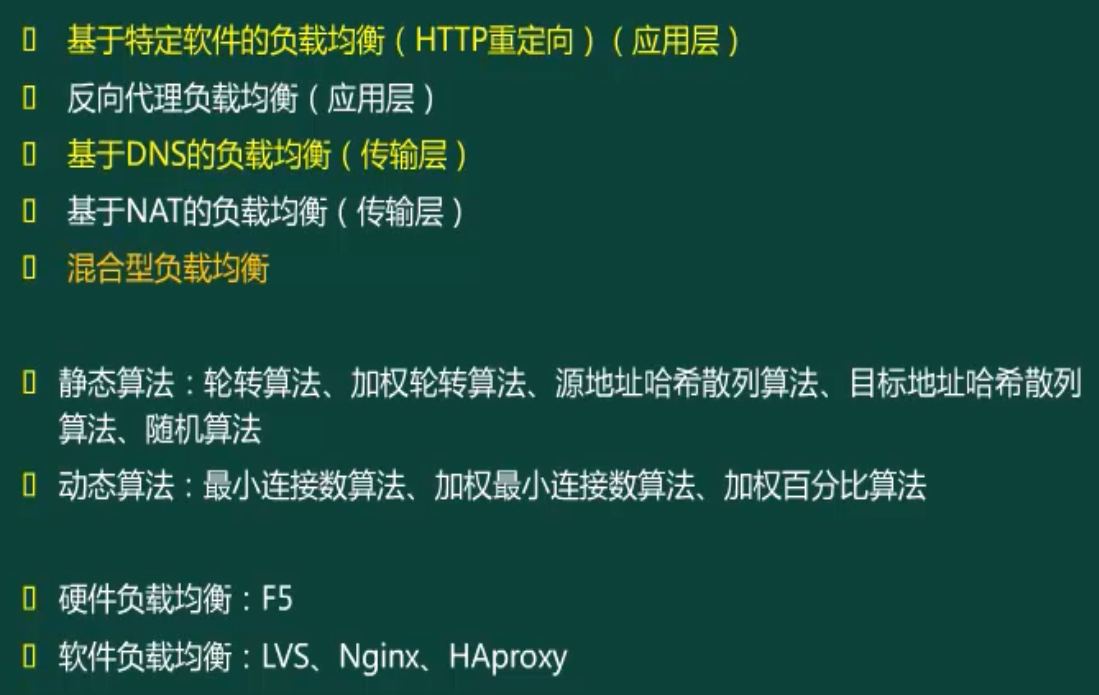 基于特定软件的负载均衡（HTTP重定向）（应用层）
反向代理负载均衡（应用层）
基于DNS的负载均衡（传输层）
基于NAT的负载均衡（传输层）
混合型负载均衡
静态算法：轮转算法、加权轮转算法、源地址哈希散列算法、目标地址哈希散列
算法、随机算法
动态算法：最小连接数算法、加权最小连接数算法、加权百分比算法
硬件负载均衡：F5
软件负载均衡：LVS、Nginx、HAproxy